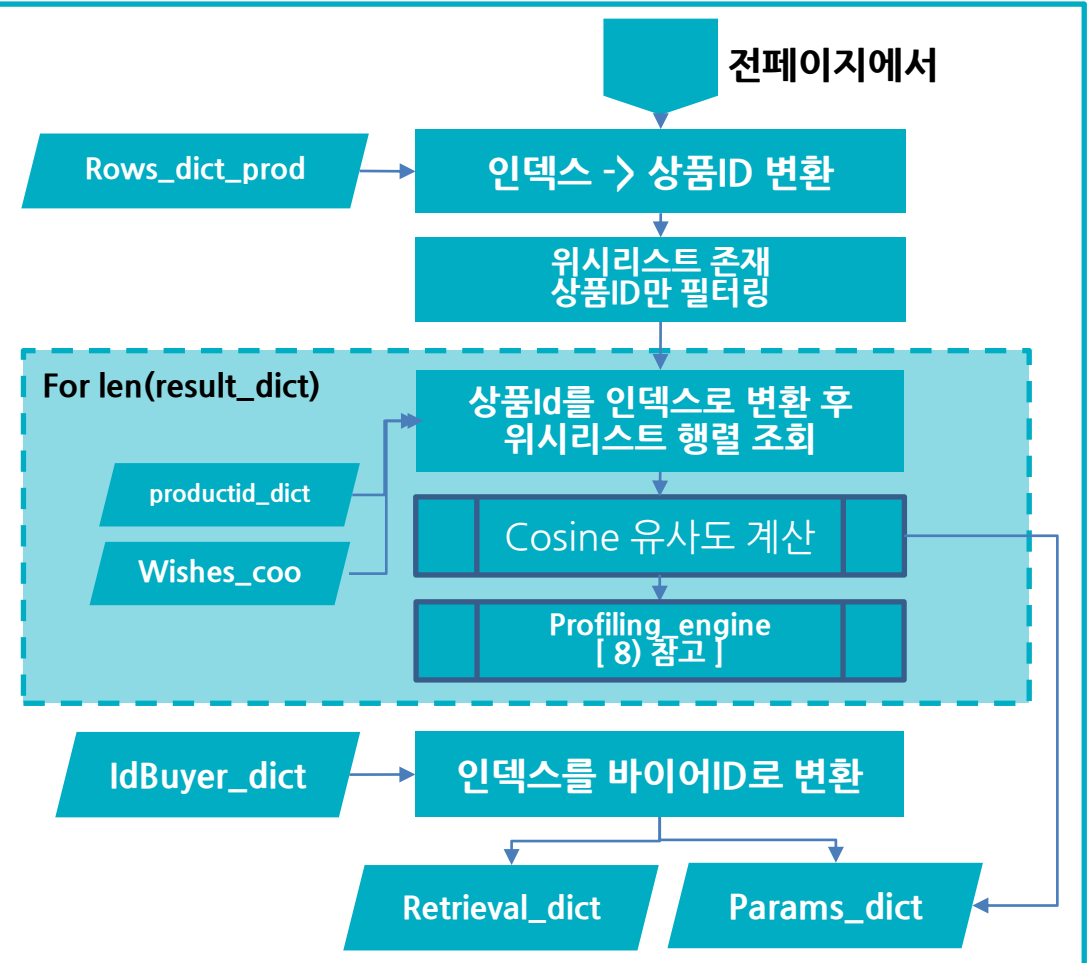 전페이지에서
Rows_dict_prod
인덱스 -> 상품ID 변환
위시리스트 존재
상품ID만 필터링
For len(result_dict)
상품Id를 인덱스로 변환 후
위시리스트 행렬 조회
productid_dict
Cosine 유사도 계산
Wishes_coo
Profiling_engine
[ 8) 참고 ]
IdBuyer_dict
인덱스를 바이어ID로 변환
Retrieval_dict
Params_dict